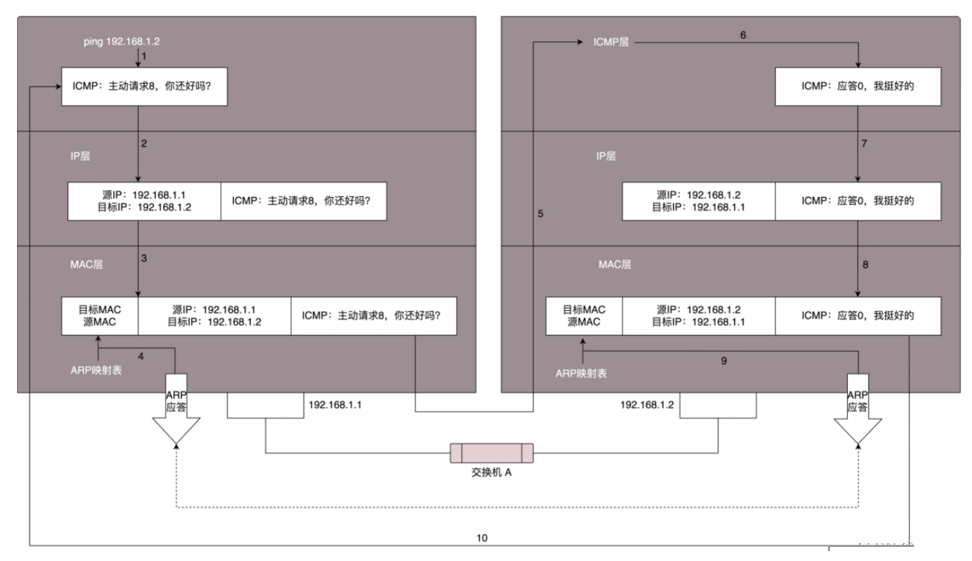 ping 192.168.1.2
1
ICMP：主动请求8，你还好吗？
2
IP层
源IP：192.168.1.1
目标IP：192.168.1.2
ICMP：主动请求8，你还好吗？
3
MAC层
目标MAC
源MAC
源IP：192.168.1.1
目标IP：192.168.1.2
ICMP：主动请求8，你还好吗？
4
ARP映射表
ARP
应答
192.168.1.1
5
ICMP层
6
ICMP：应答0，我挺好的
7
IP层
源IP：192.168.1.2
目标IP：192.168.1.1
ICMP：应答0，我挺好的
8
MAC层
目标MAC
源MAC
源IP：192.168.1.2
目标IP：192.168.1.1
ICMP：应答0，我挺好的
9
ARP映射表
ARP
应答
192.168.1.2
交换机 A
10